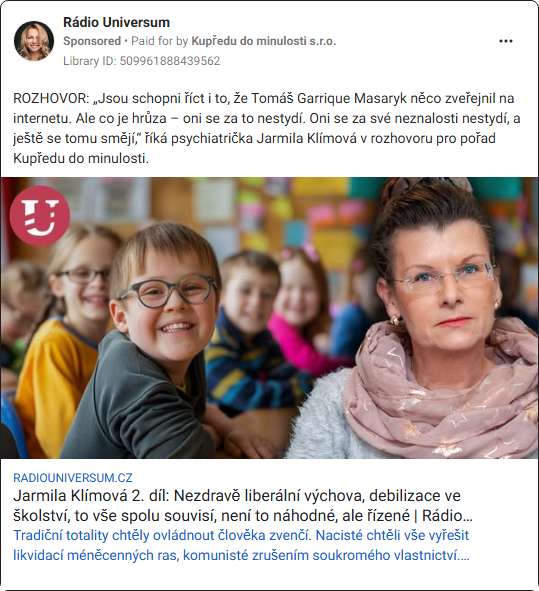 Rádio Universum
Sponsored • Paid for by Kupředu do minulosti s.r.o.
Library ID: 509961888439562
ROZHOVOR: „Jsou schopni říct i to, že Tomáš Garrique Masaryk něco zveřejnil na
internetu. Ale co je hrůza – oni se za to nestydí. Oni se za své neznalosti nestydí, a
ještě se tomu smějí,“ říká psychiatrička Jarmila Klímová v rozhovoru pro pořad
Kupředu do minulosti.
U
RADIOUNIVERSUM.CZ
Jarmila Klímová 2. díl: Nezdravě liberální výchova, debilizace ve
školství, to vše spolu souvisí, není to náhodné, ale řízené | Rádio...
Tradiční totality chtěly ovládnout člověka zvenčí. Nacisté chtěli vše vyřešit
likvidací méněcenných ras, komunisté zrušením soukromého vlastnictví....